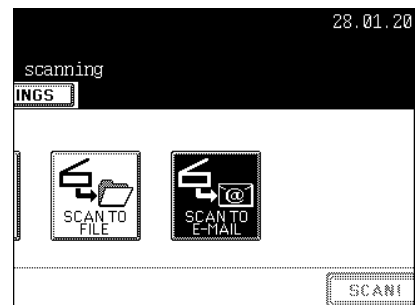 28.01.20
scanning
INGS
SCAN TO
FILE
SCAN TO
E-MAIL
SCAN!